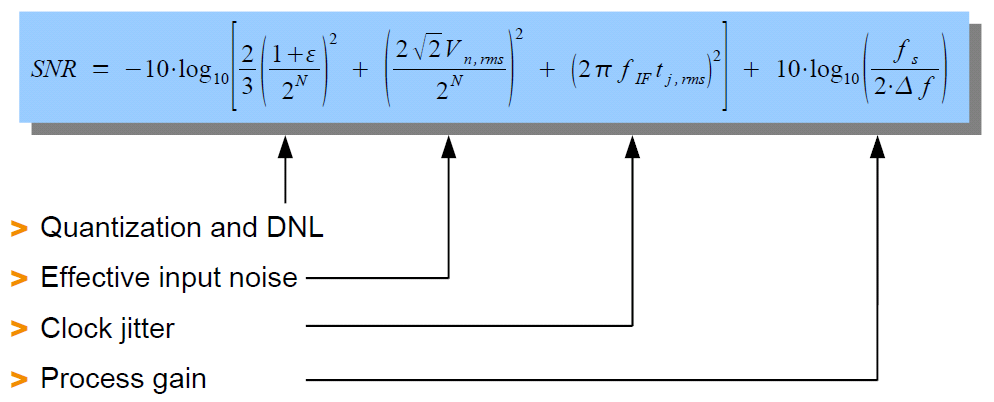 SNR = −10·log₁₀[2/3((1+ε)/2^N)² + ((2√2 V_n,rms)/2^N)² + (2π f_IF t_j,rms)²] + 10·log₁₀(f_s/(2·Δf))
> Quantization and DNL
> Effective input noise
> Clock jitter
> Process gain